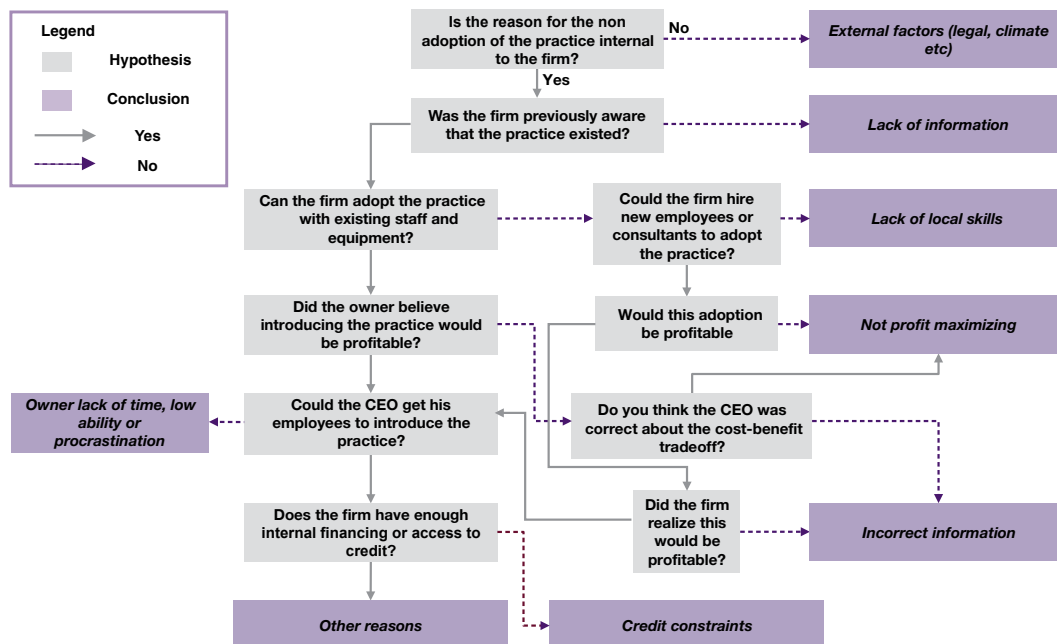 Legend
Hypothesis
Conclusion
Yes
No
Is the reason for the non
adoption of the practice internal
to the firm?
No
Yes
External factors (legal, climate
etc)
Was the firm previously aware
that the practice existed?
Lack of information
Can the firm adopt the practice
with existing staff and
equipment?
Could the firm hire
new employees or
consultants to adopt
the practice?
Lack of local skills
Did the owner believe
introducing the practice would
be profitable?
Would this adoption
be profitable
Not profit maximizing
Owner lack of time, low
ability or
procrastination
Could the CEO get his
employees to introduce the
practice?
Do you think the CEO was
correct about the cost-benefit
tradeoff?
Does the firm have enough
internal financing or access to
credit?
Did the firm
realize this
would be
profitable?
Incorrect information
Other reasons
Credit constraints